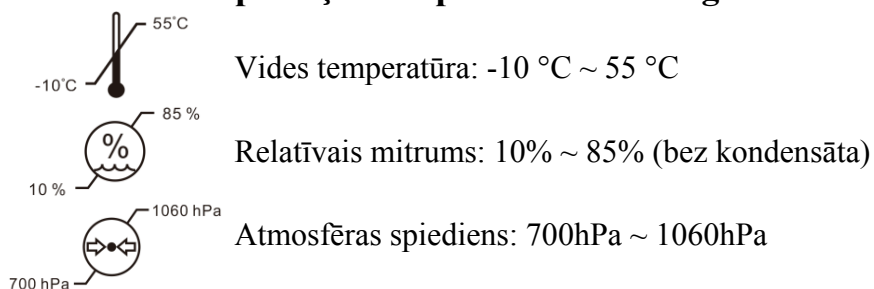 55°C
Vides temperatūra: -10 °C ~ 55 °C
-10°C
85 %
%
Relatīvais mitrums: 10% ~ 85% (bez kondensāta)
10 %
1060 hPa
Atmosfēras spiediens: 700hPa ~ 1060hPa
700 hPa